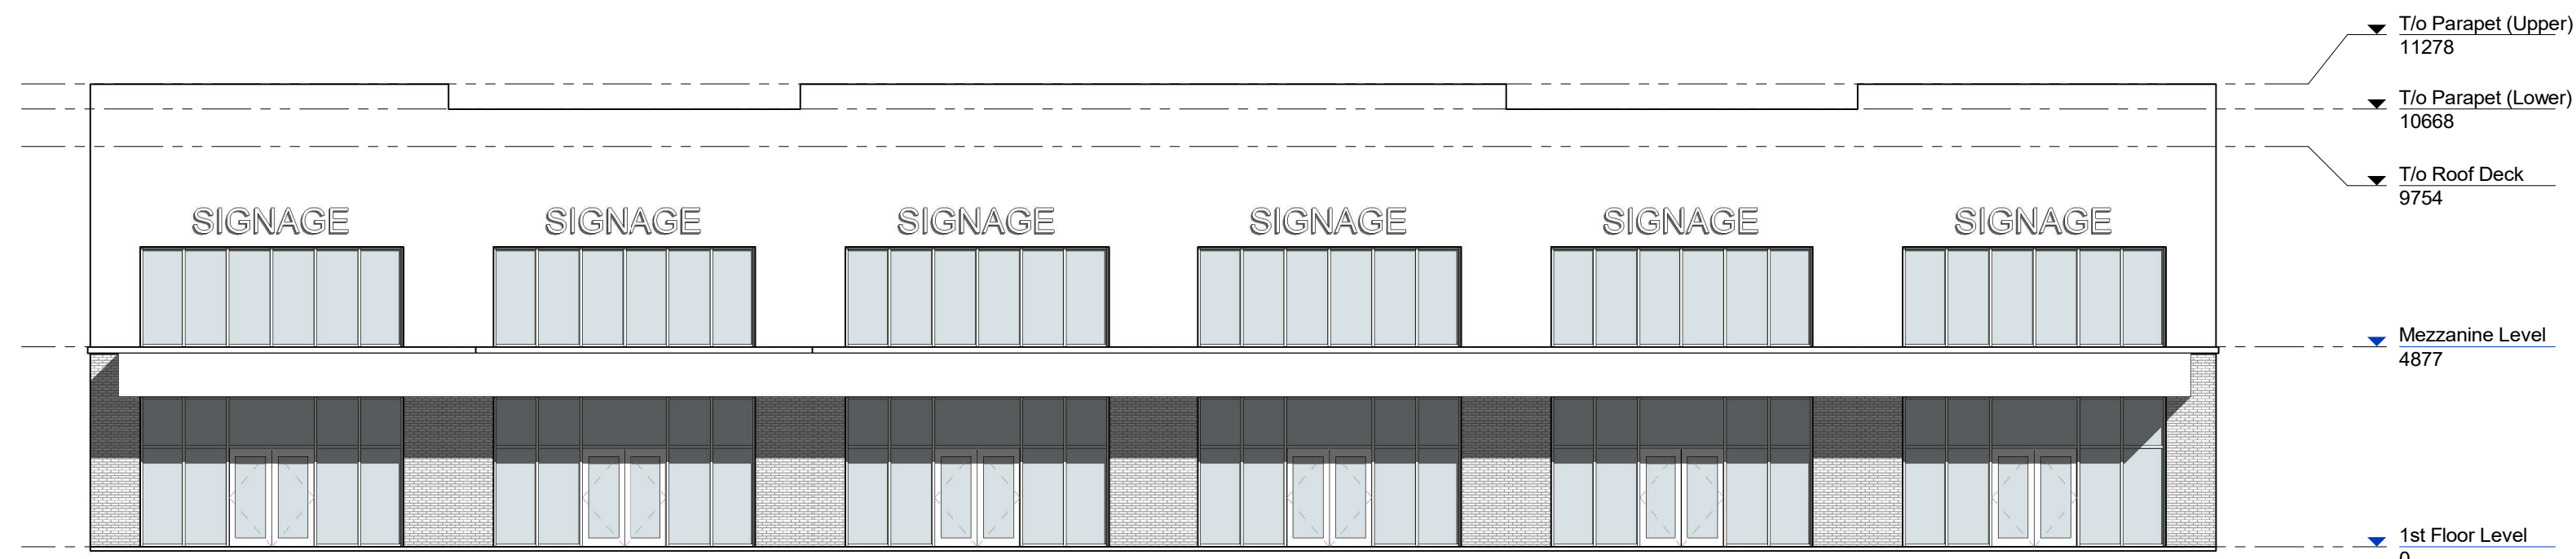 T/o Parapet (Upper)
11278
T/o Parapet (Lower)
10668
T/o Roof Deck
9754
SIGNAGE SIGNAGE SIGNAGE SIGNAGE SIGNAGE SIGNAGE
Mezzanine Level
4877
1st Floor Level
0